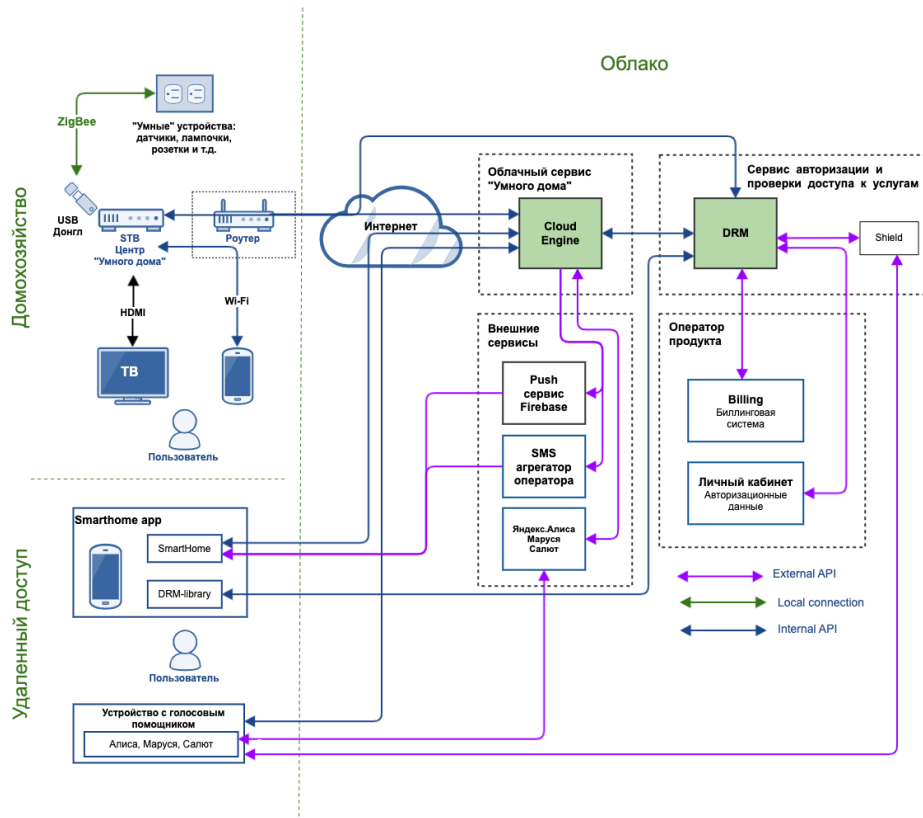 Облако
Домохозяйство
ZigBee
"Умные" устройства:
датчики, лампочки,
розетки и т.д.
USB
Донгл
STB
Центр
"Умного дома"
Роутер
Интернет
HDMI
Wi-Fi
ТВ
Пользователь
Облачный сервис
"Умного дома"
Cloud
Engine
Сервис авторизации и
проверки доступа к услугам
DRM
Shield
Внешние
сервисы
Push
сервис
Firebase
SMS
агрегатор
оператора
Яндекс.Алиса
Маруся
Салют
Оператор
продукта
Billing
Биллинговая
система
Личный кабинет
Авторизационные
данные
External API
Local connection
Internal API
Удаленный доступ
Smarthome app
SmartHome
DRM-library
Пользователь
Устройство с голосовым
помощником
Алиса, Маруся, Салют